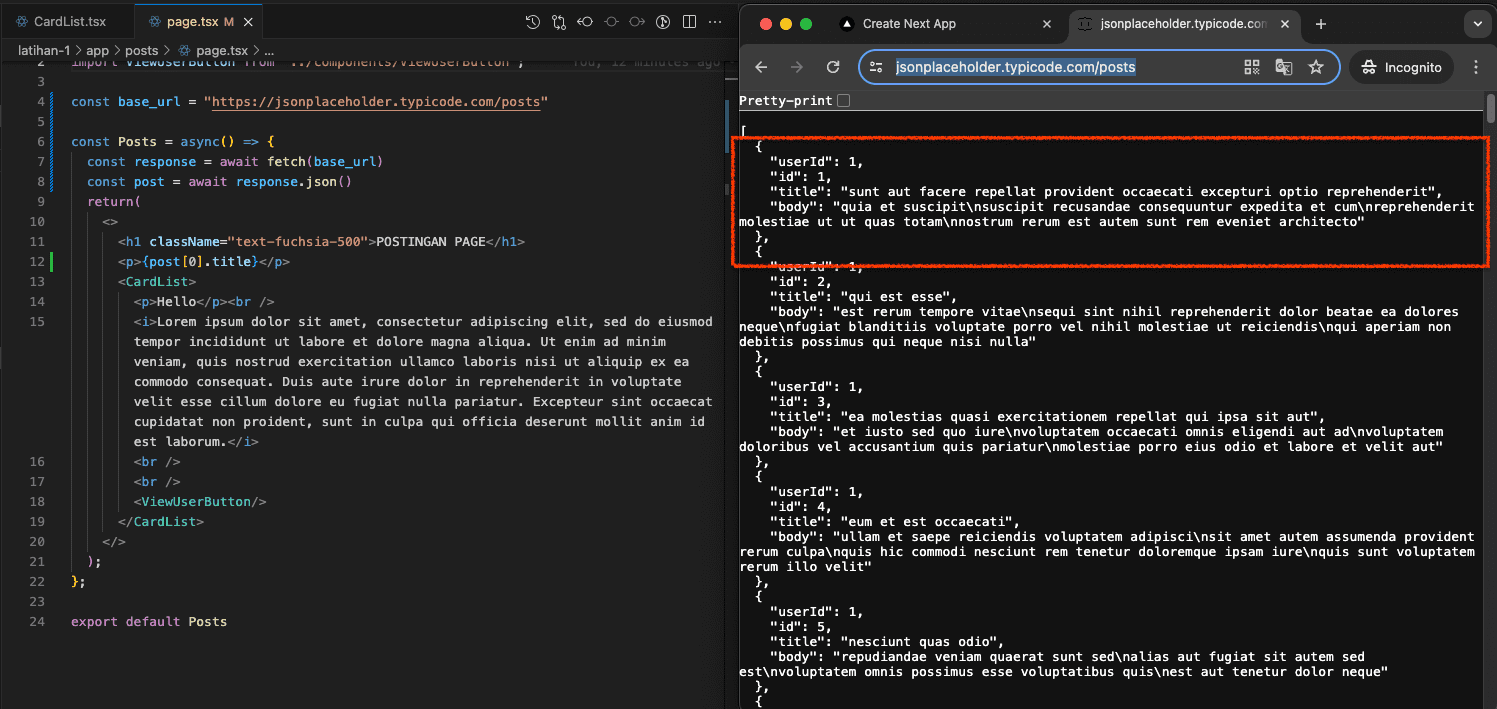 CardList.tsx
page.tsx M
latihan-1 > app > posts > page.tsx > ...
2 import ViewUserButton from "../components/ViewUserButton"; You, 12 minutes ago
3
4 const base_url = "https://jsonplaceholder.typicode.com/posts"
5
6 const Posts = async() => {
7 const response = await fetch(base_url)
8 const post = await response.json()
9 return(
10 <>
11 <h1 className="text-fuchsia-500">POSTINGAN PAGE</h1>
12 <p>{post[0].title}</p>
13 <CardList>
14 <p>Hello</p><br />
15 <i>Lorem ipsum dolor sit amet, consectetur adipiscing elit, sed do eiusmod
tempor incididunt ut labore et dolore magna aliqua. Ut enim ad minim
veniam, quis nostrud exercitation ullamco laboris nisi ut aliquip ex ea
commodo consequat. Duis aute irure dolor in reprehenderit in voluptate
velit esse cillum dolore eu fugiat nulla pariatur. Excepteur sint occaecat
cupidatat non proident, sunt in culpa qui officia deserunt mollit anim id
est laborum.</i>
16 <br />
17 <br />
18 <ViewUserButton/>
19 </CardList>
20 </>
21 );
22 };
23
24 export default Posts
Create Next App
jsonplaceholder.typicode.con
jsonplaceholder.typicode.com/posts
Incognito
Pretty-print
[
{
"userId": 1,
"id": 1,
"title": "sunt aut facere repellat provident occaecati excepturi optio reprehenderit",
"body": "quia et suscipit\nsuscipit recusandae consequuntur expedita et cum\nreprehenderit
molestiae ut ut quas totam\nnostrum rerum est autem sunt rem eveniet architecto"
},
{
"userId": 1,
"id": 2,
"title": "qui est esse",
"body": "est rerum tempore vitae\nsequi sint nihil reprehenderit dolor beatae ea dolores
neque\nfugiat blanditiis voluptate porro vel nihil molestiae ut reiciendis\nqui aperiam non
debitis possimus qui neque nisi nulla"
},
{
"userId": 1,
"id": 3,
"title": "ea molestias quasi exercitationem repellat qui ipsa sit aut",
"body": "et iusto sed quo iure\nvoluptatem occaecati omnis eligendi aut ad\nvoluptatem
doloribus vel accusantium quis pariatur\nmolestiae porro eius odio et labore et velit aut"
},
{
"userId": 1,
"id": 4,
"title": "eum et est occaecati",
"body": "ullam et saepe reiciendis voluptatem adipisci\nsit amet autem assumenda provident
rerum culpa\nquis hic commodi nesciunt rem tenetur doloremque ipsam iure\nquis sunt voluptatem
rerum illo velit"
},
{
"userId": 1,
"id": 5,
"title": "nesciunt quas odio",
"body": "repudiandae veniam quaerat sunt sed\nalias aut fugiat sit autem sed
est\nvoluptatem omnis possimus esse voluptatibus quis\nest aut tenetur dolor neque"
},
{